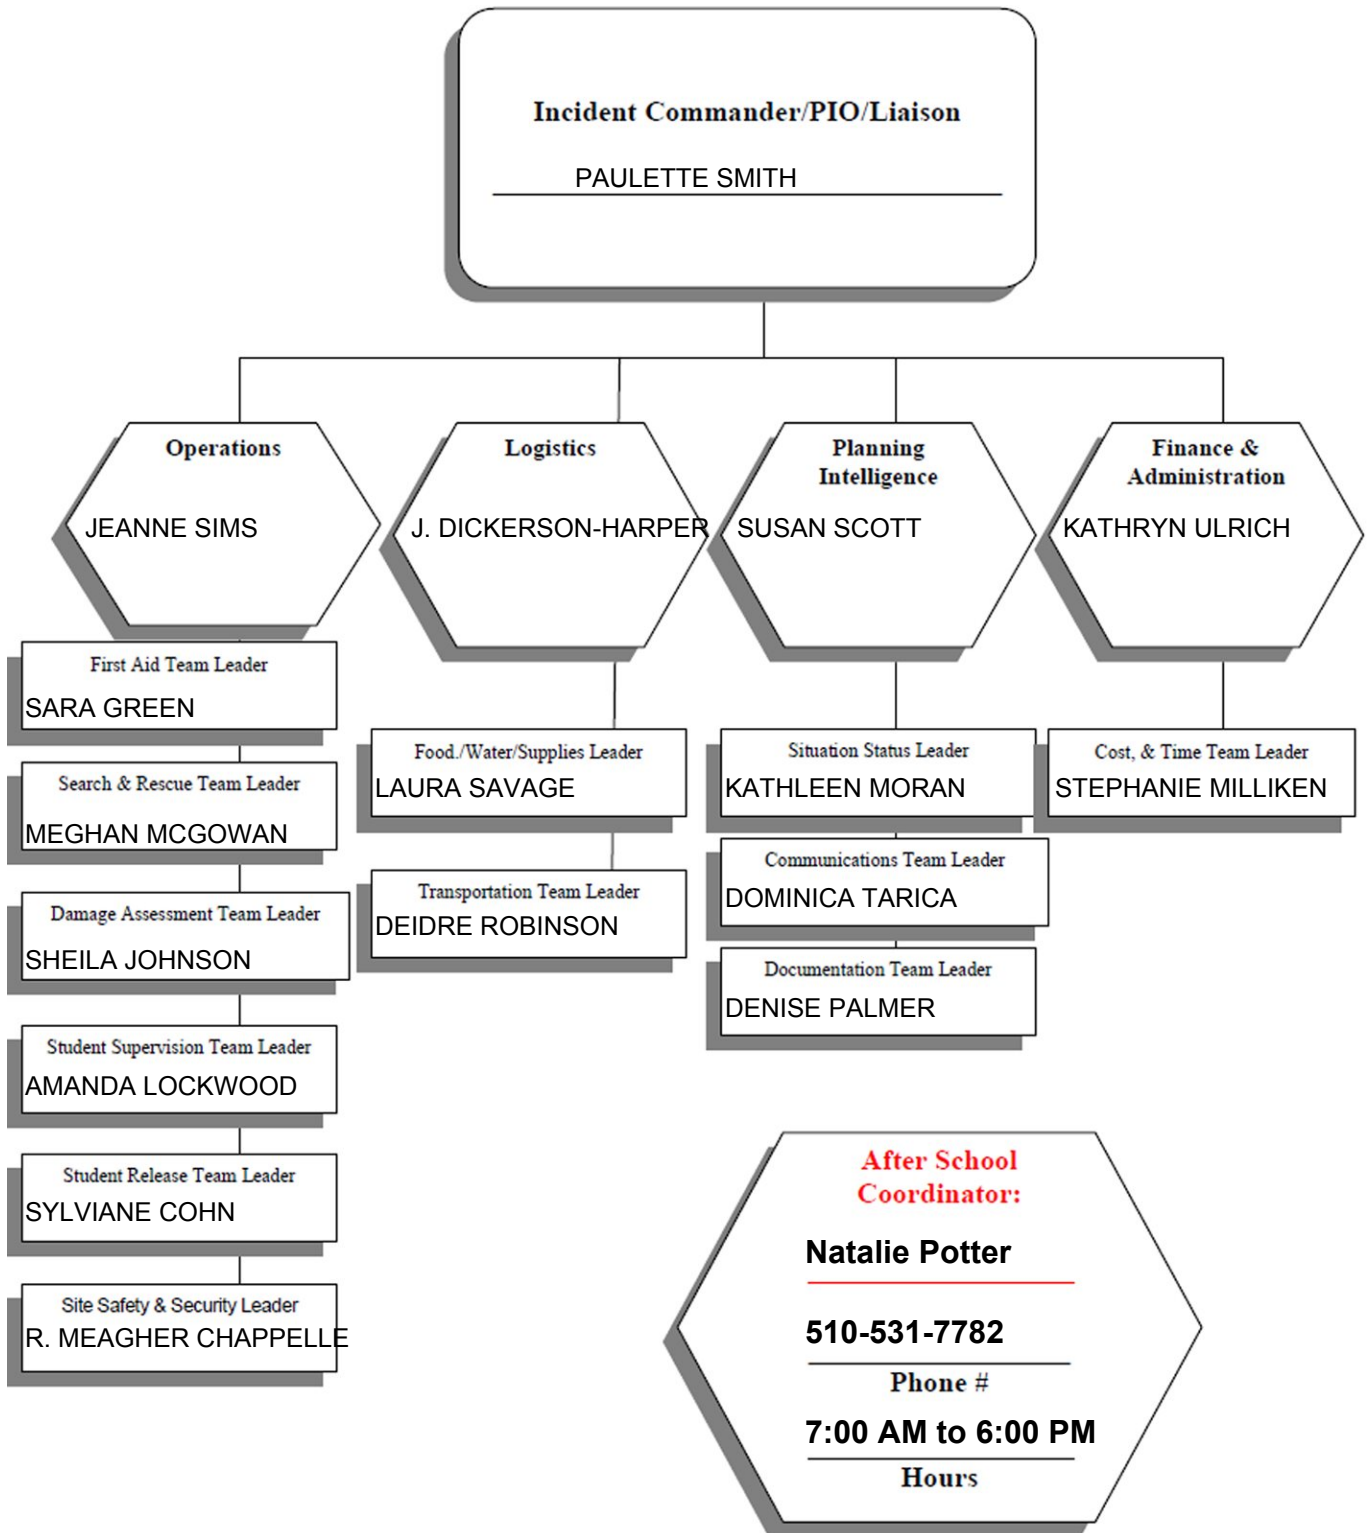 Incident Commander/PIO/Liaison
PAULETTE SMITH
Operations
JEANNE SIMS
First Aid Team Leader
SARA GREEN
Search & Rescue Team Leader
MEGHAN MCGOWAN
Damage Assessment Team Leader
SHEILA JOHNSON
Student Supervision Team Leader
AMANDA LOCKWOOD
Student Release Team Leader
SYLVIANE COHN
Site Safety & Security Leader
R. MEAGHER CHAPPELLE
Logistics
J. DICKERSON-HARPER
Food./Water/Supplies Leader
LAURA SAVAGE
Transportation Team Leader
DEIDRE ROBINSON
Planning
Intelligence
SUSAN SCOTT
Situation Status Leader
KATHLEEN MORAN
Communications Team Leader
DOMINICA TARICA
Documentation Team Leader
DENISE PALMER
Finance &
Administration
KATHRYN ULRICH
Cost, & Time Team Leader
STEPHANIE MILLIKEN
After School
Coordinator:
Natalie Potter
510-531-7782
Phone #
7:00 AM to 6:00 PM
Hours